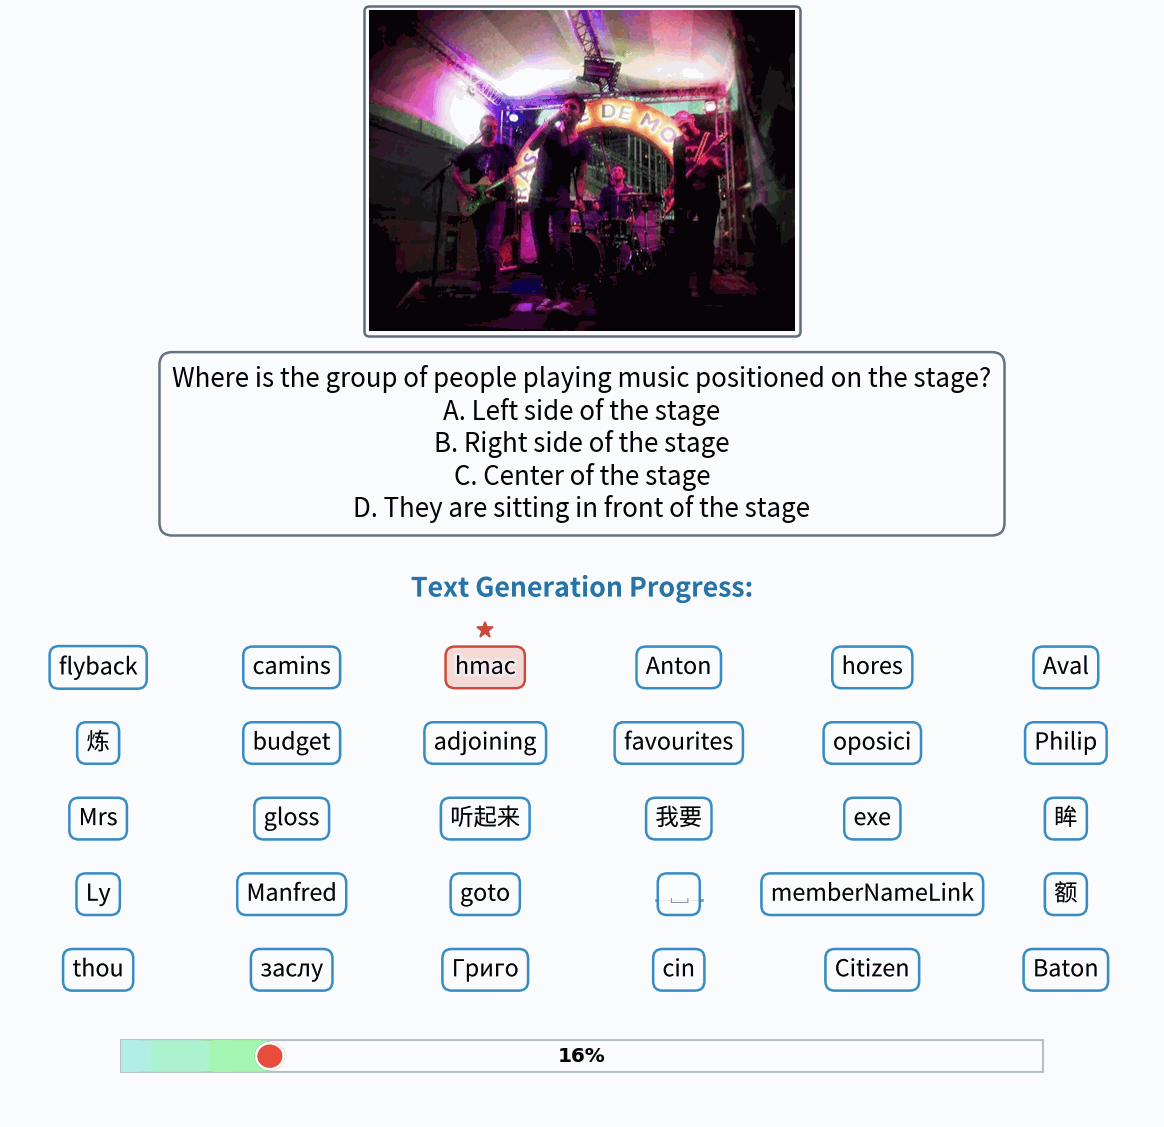 DE MO
RAS
Where is the group of people playing music positioned on the stage?
A. Left side of the stage
B. Right side of the stage
C. Center of the stage
D. They are sitting in front of the stage
Text Generation Progress:
flyback camins hmac Anton hores Aval
炼 budget adjoining favourites oposici Philip
Mrs gloss 听起来 我要 exe 眸
Ly Manfred goto ␣ memberNameLink 额
thou заслу Григо cin Citizen Baton
16%